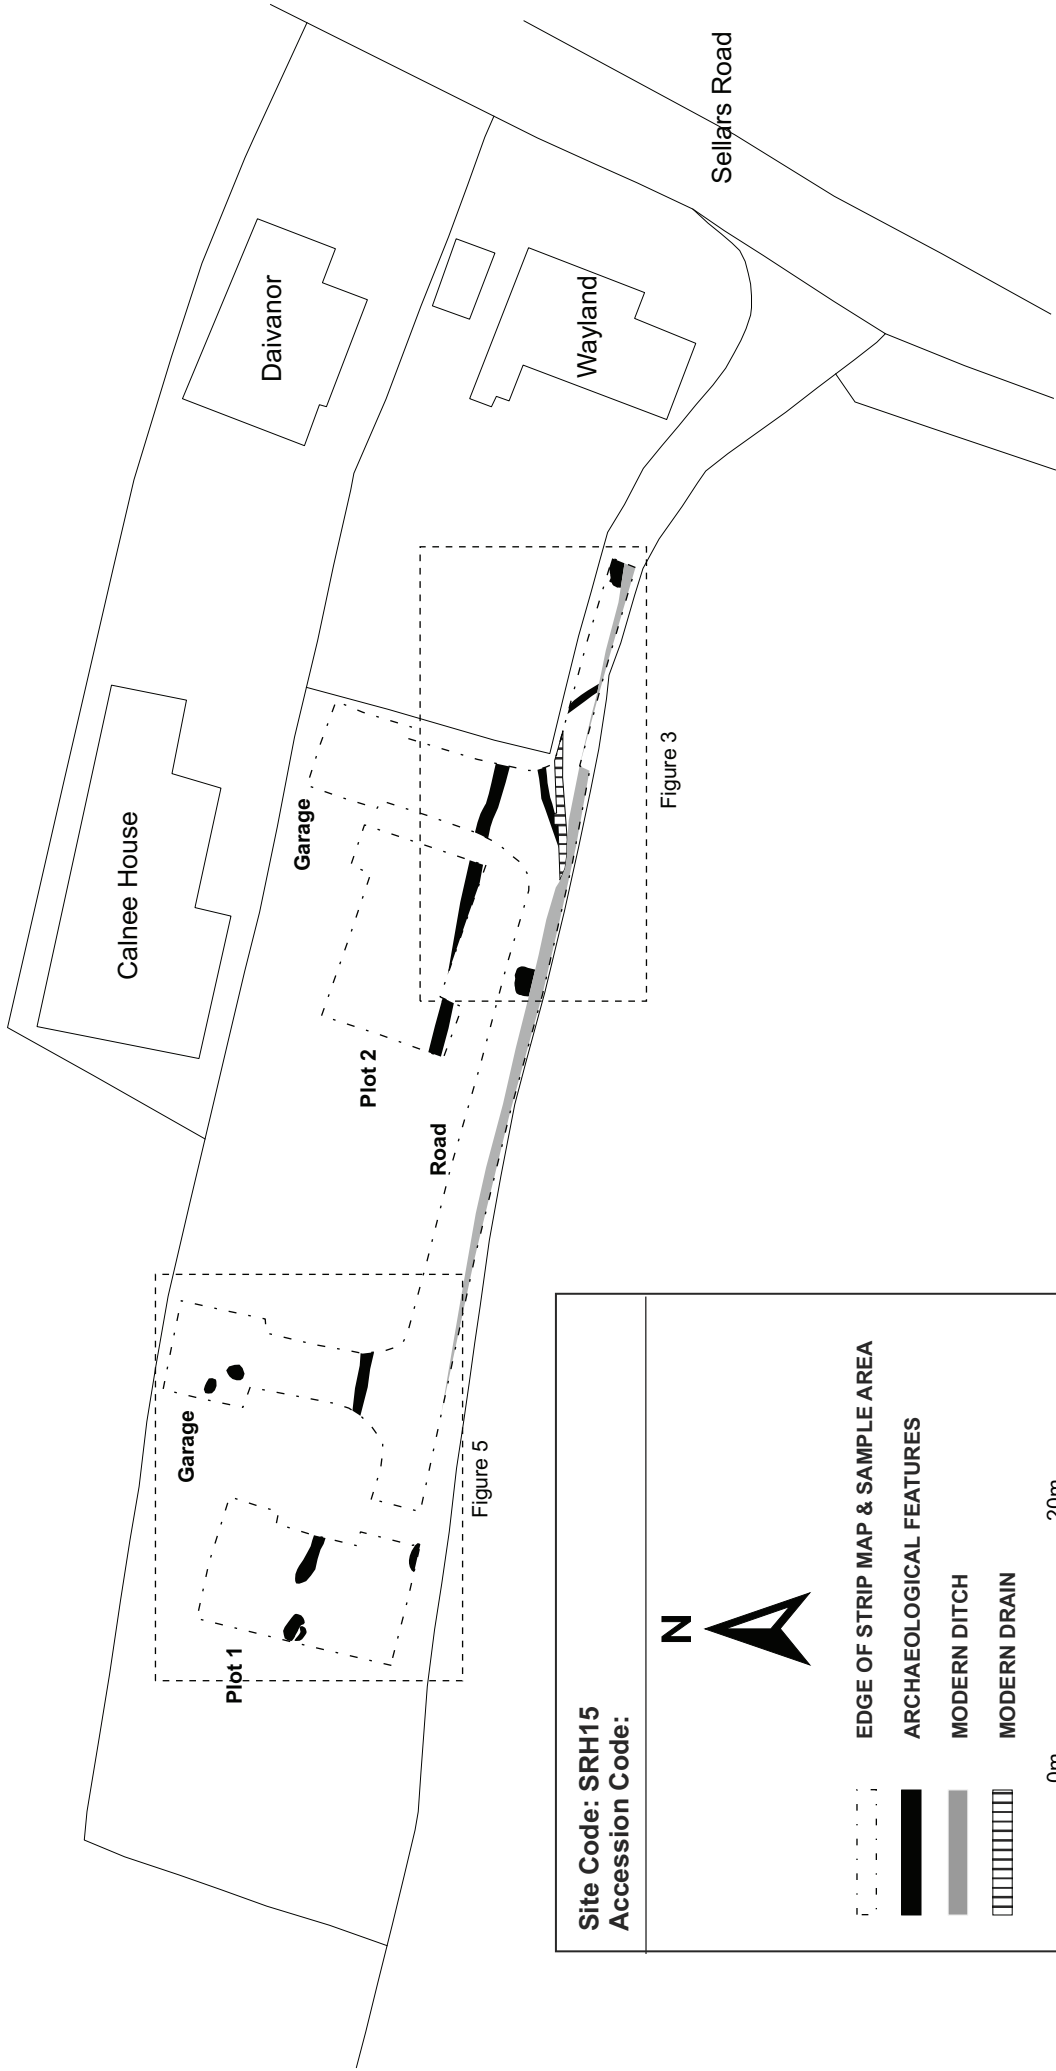 Sellars Road
Daivanor
Wayland
Calnee House
Garage
Plot 2
Road
Figure 3
Garage
Plot 1
Figure 5
Site Code: SRH15
Accession Code:
N
EDGE OF STRIP MAP & SAMPLE AREA
ARCHAEOLOGICAL FEATURES
MODERN DITCH
MODERN DRAIN
0m
20m